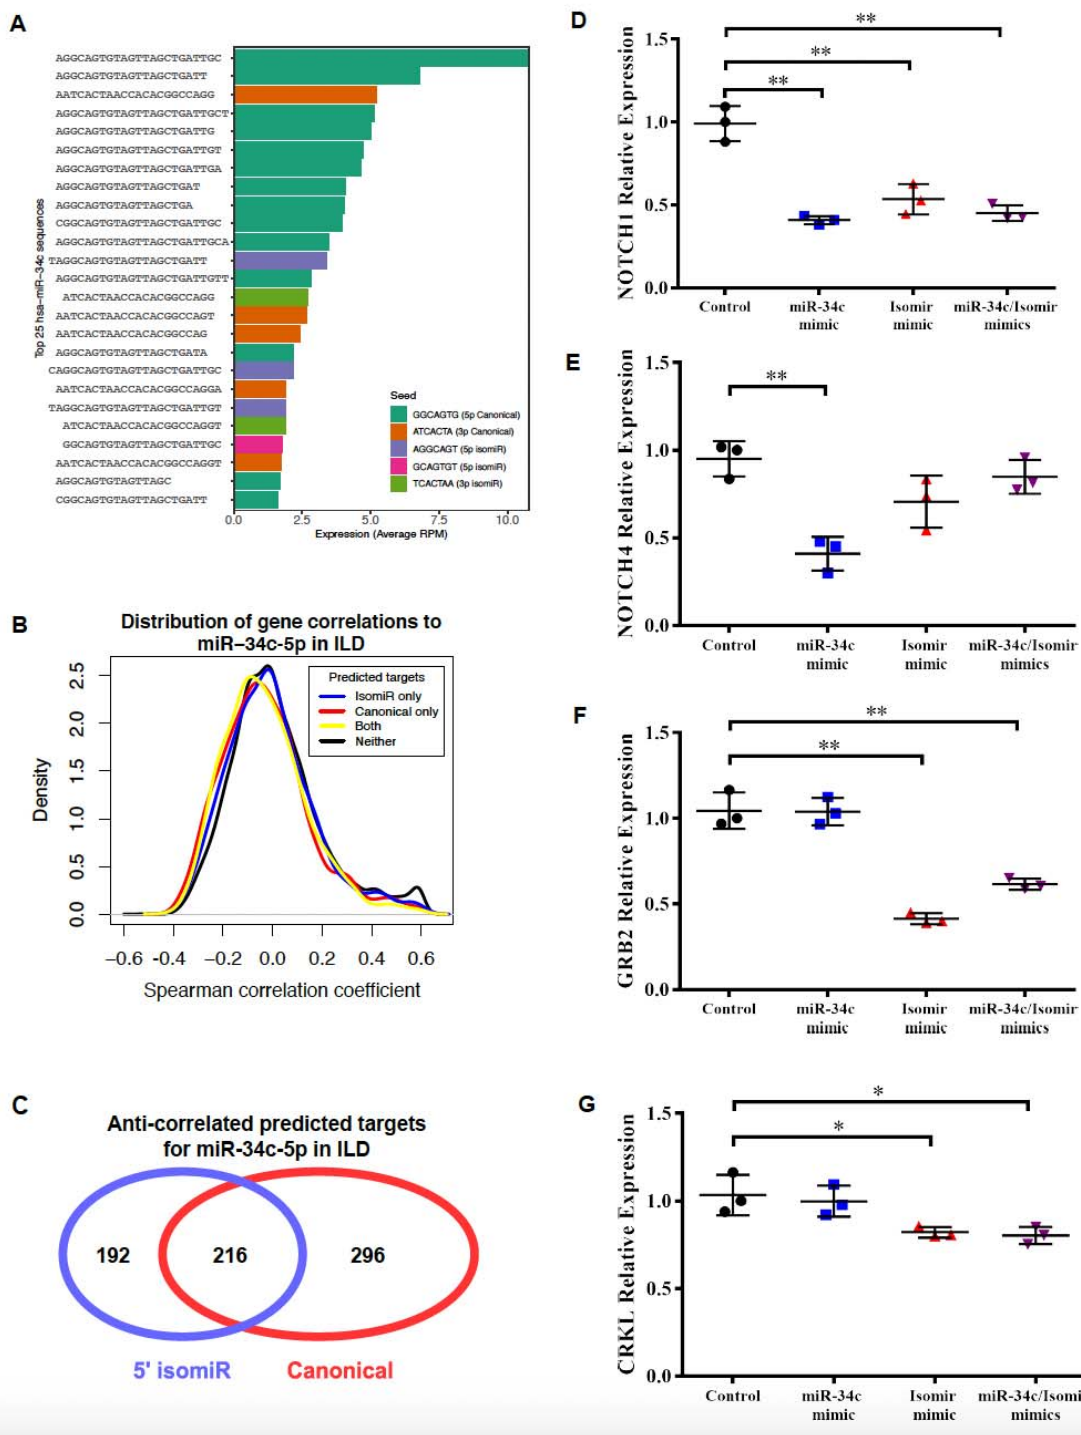 A
AGGCAGTGTAGTTAGCTGATTGC
AGGCAGTGTAGTTAGCTGATT
AATCACTAACCACACGGCCAGG
AGGCAGTGTAGTTAGCTGATTGCT
AGGCAGTGTAGTTAGCTGATTG
AGGCAGTGTAGTTAGCTGATTGT
AGGCAGTGTAGTTAGCTGATTGA
AGGCAGTGTAGTTAGCTGAT
AGGCAGTGTAGTTAGCTGA
CGGCAGTGTAGTTAGCTGATTGC
AGGCAGTGTAGTTAGCTGATTGCA
TAGGCAGTGTAGTTAGCTGATT
AGGCAGTGTAGTTAGCTGATTGTT
ATCACTAACCACACGGCCAGG
AATCACTAACCACACGGCCAGT
AATCACTAACCACACGGCCAG
AGGCAGTGTAGTTAGCTGATA
CAGGCAGTGTAGTTAGCTGATTGC
AATCACTAACCACACGGCCAGGA
TAGGCAGTGTAGTTAGCTGATTGT
ATCACTAACCACACGGCCAGGT
GGCAGTGTAGTTAGCTGATTGC
AATCACTAACCACACGGCCAGGT
AGGCAGTGTAGTTAGC
CGGCAGTGTAGTTAGCTGATT
Top 25 hsa-miR-34c sequences
Seed
GGCAGTG (5p Canonical)
ATCACTA (3p Canonical)
AGGCAGT (5p isomiR)
GCAGTGT (5p isomiR)
TCACTAA (3p isomiR)
0.0 2.5 5.0 7.5 10.0
Expression (Average RPM)
B
Distribution of gene correlations to
miR-34c-5p in ILD
Predicted targets
IsomiR only
Canonical only
Both
Neither
Density
2.5
2.0
1.5
1.0
0.5
0.0
-0.6 -0.4 -0.2 0.0 0.2 0.4 0.6
Spearman correlation coefficient
C
Anti-correlated predicted targets
for miR-34c-5p in ILD
192 216 296
5' isomiR Canonical
D
NOTCH1 Relative Expression
1.5
1.0
0.5
0.0
**
**
**
Control miR-34c Isomir miR-34c/Isomir
mimic mimic mimics
E
NOTCH4 Relative Expression
1.5
1.0
0.5
0.0
**
Control miR-34c Isomir miR-34c/Isomir
mimic mimic mimics
F
GRB2 Relative Expression
1.5
1.0
0.5
0.0
**
**
Control miR-34c Isomir miR-34c/Isomir
mimic mimic mimics
G
CRKL Relative Expression
1.5
1.0
0.5
0.0
*
*
Control miR-34c Isomir miR-34c/Isomi
mimic mimic mimics